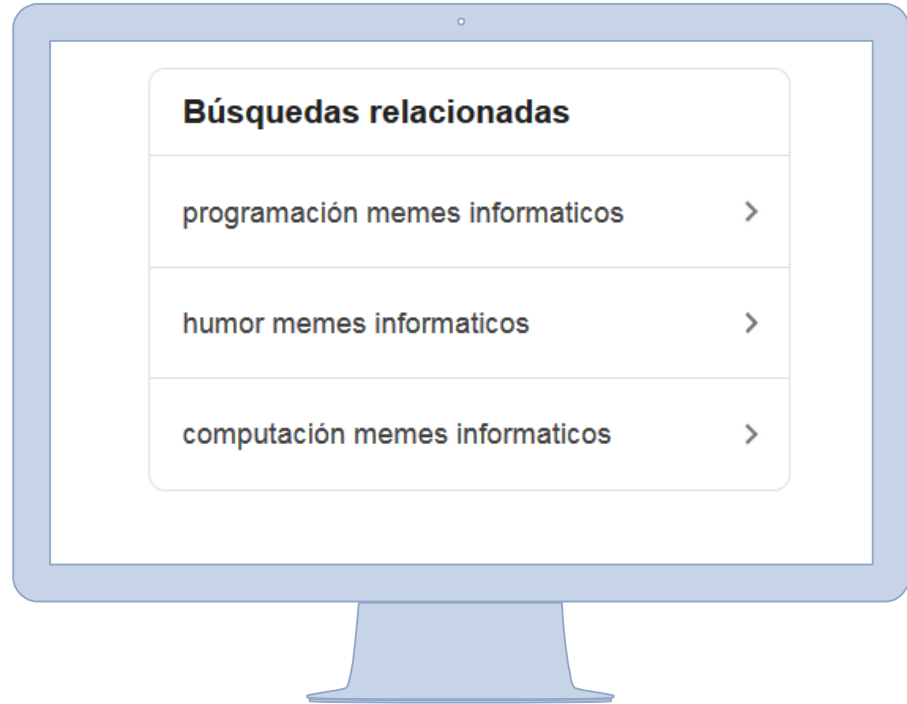 Búsquedas relacionadas
programación memes informaticos
humor memes informaticos
computación memes informaticos